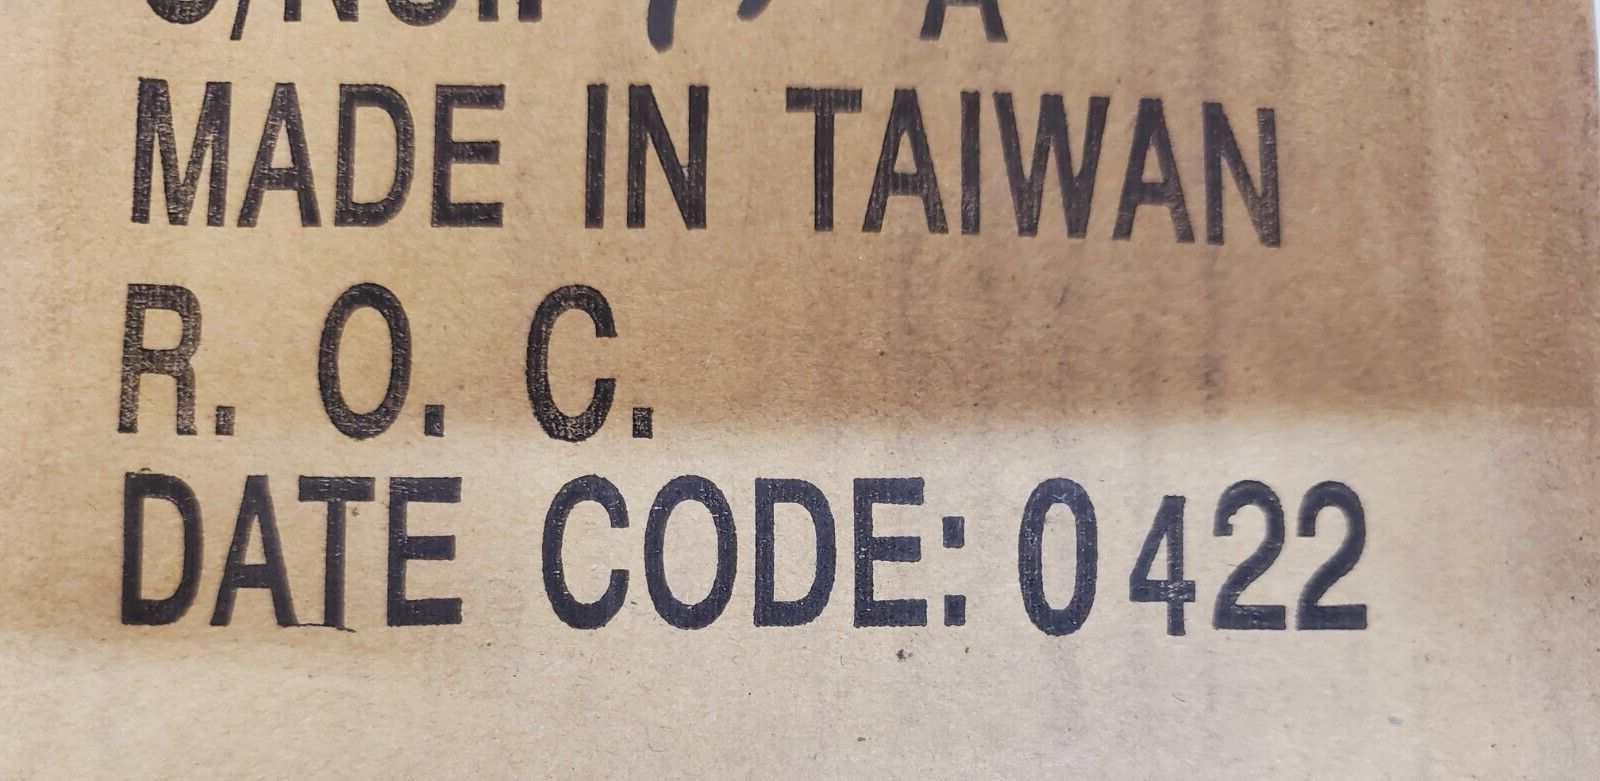 MADE IN TAIWAN
R. O. C.
DATE CODE: 0422